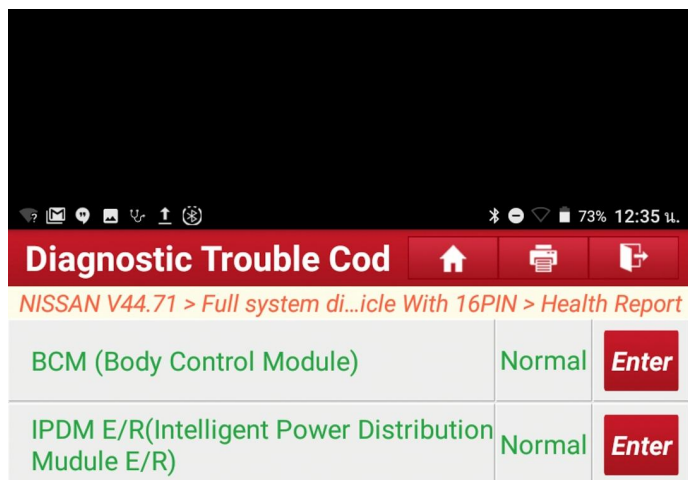 73% 12:35 น.
Diagnostic Trouble Cod
NISSAN V44.71 > Full system di...icle With 16PIN > Health Report
BCM (Body Control Module) Normal Enter
IPDM E/R(Intelligent Power Distribution
Mudule E/R) Normal Enter